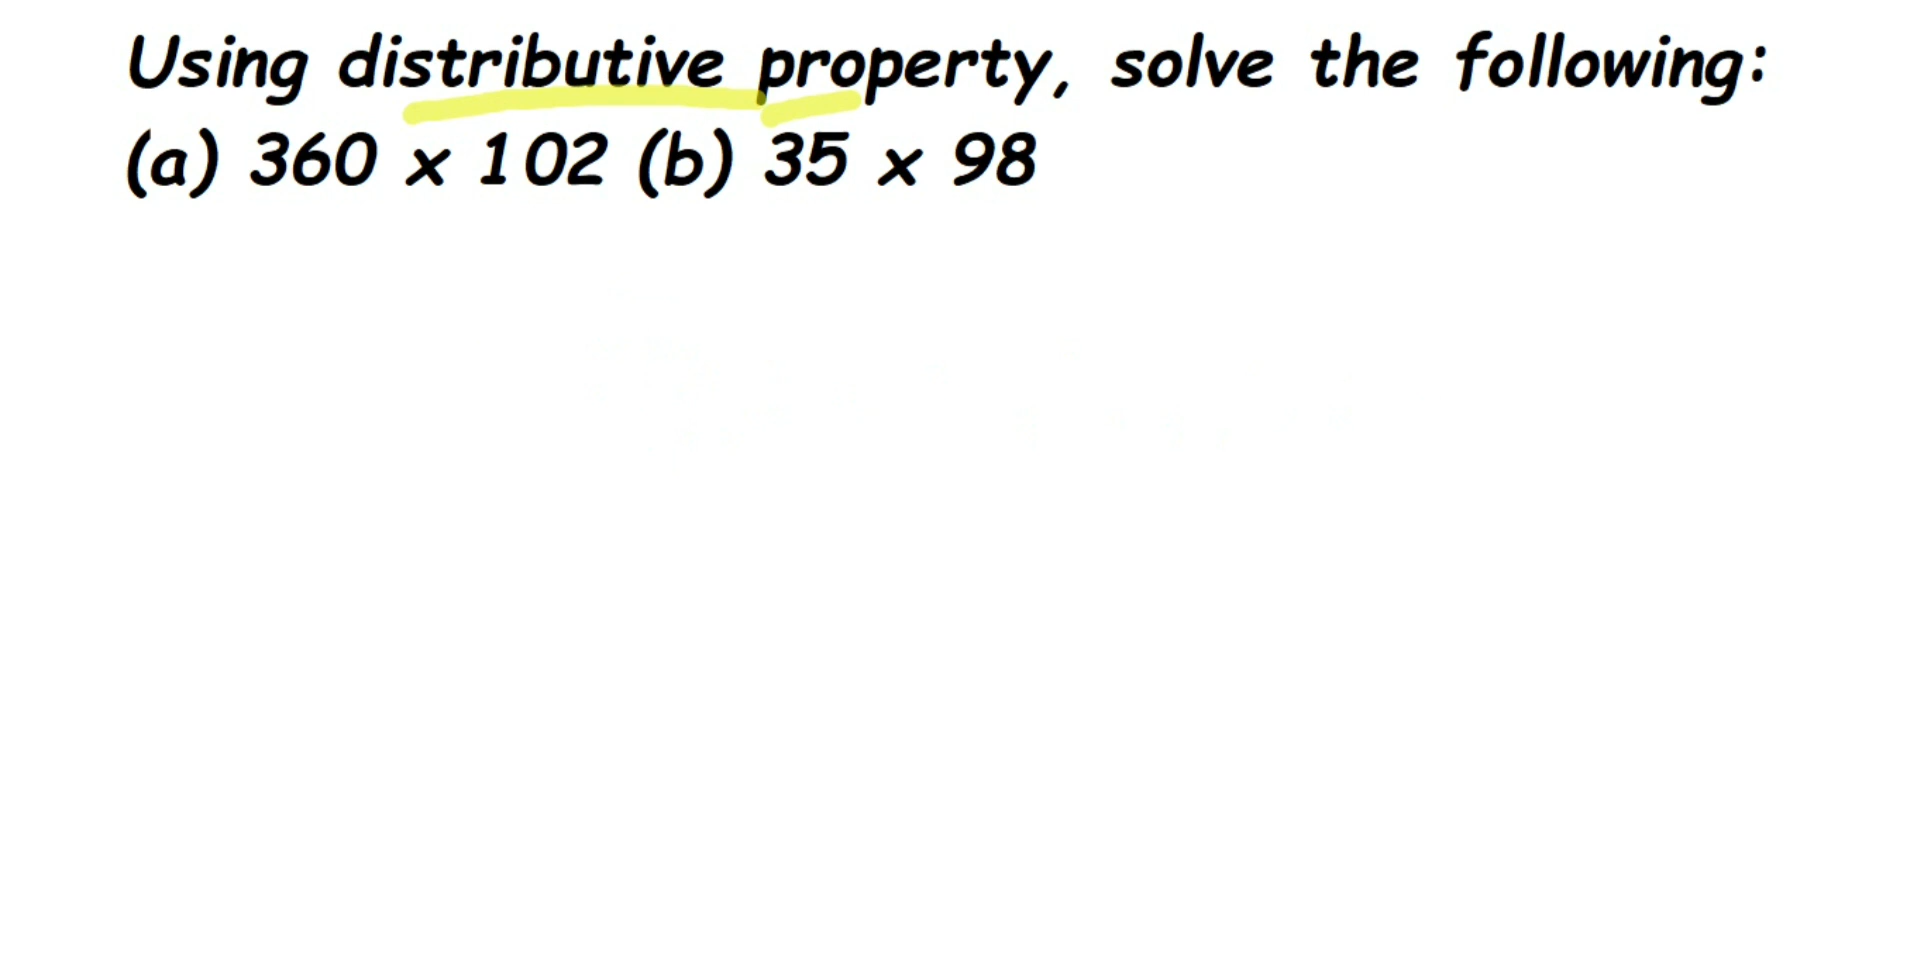 Using distributive property, solve the following:
(a) 360 x 102 (b) 35 x 98